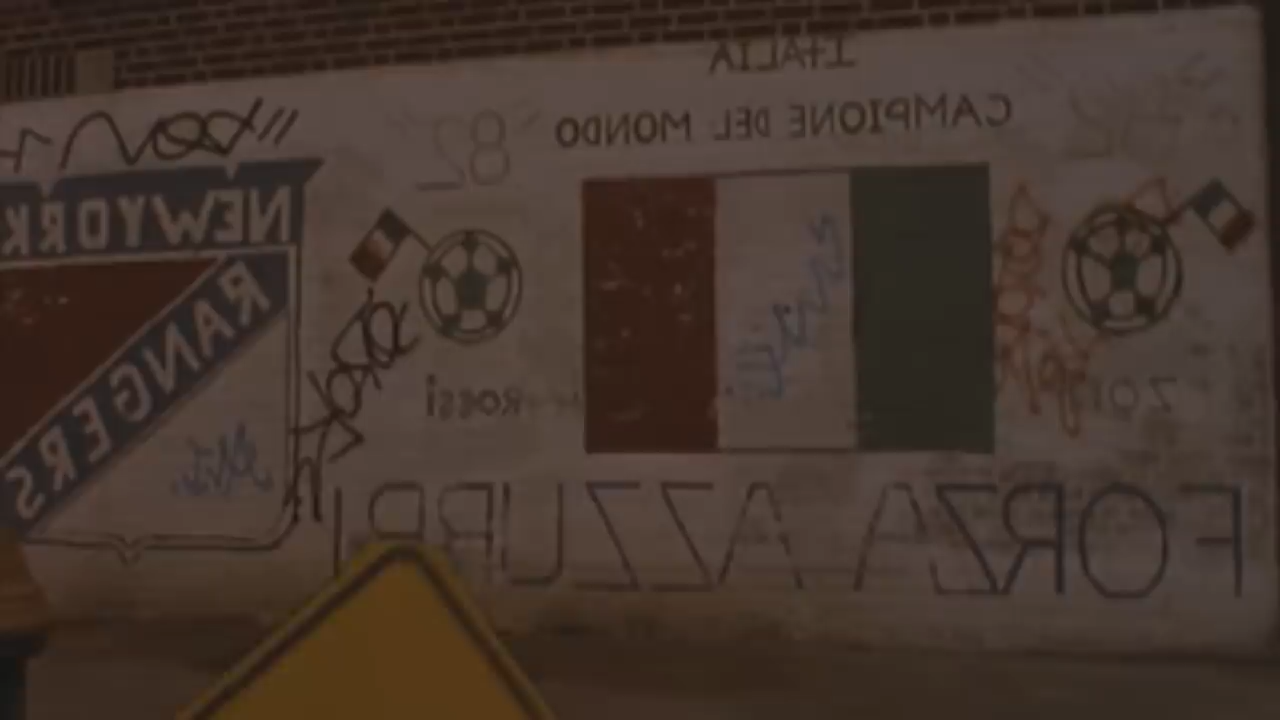 ITALIA
CAMPIONE DEL MONDO
"82"
NEW YORK
RANGERS
ROSSI
FORZA AZZURRI